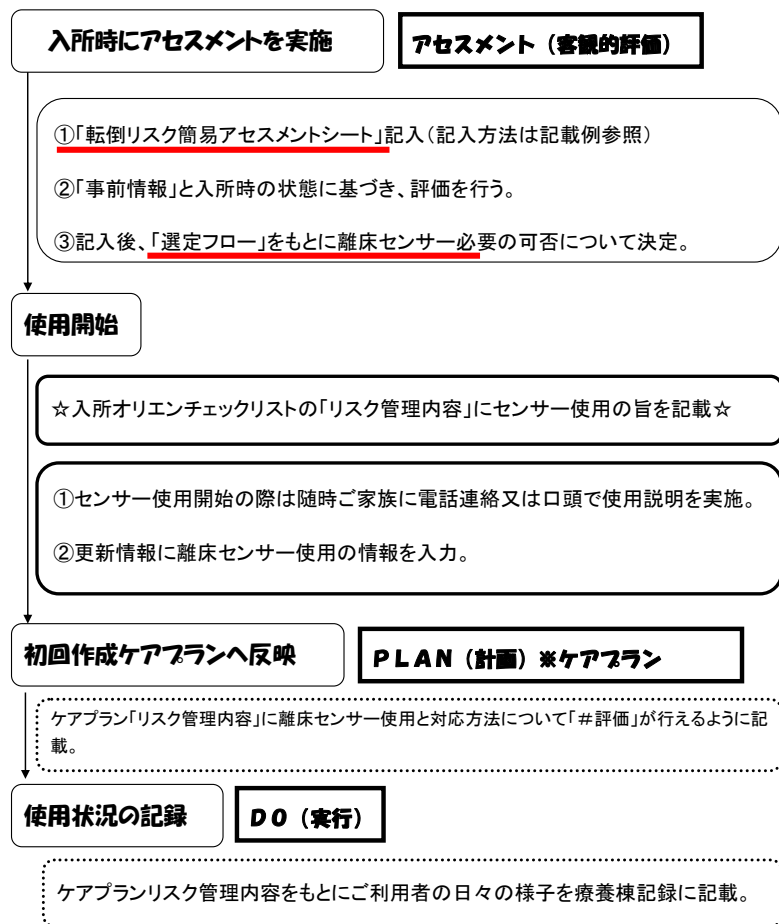 入所時にアセスメントを実施
アセスメント（客観的評価）
①「転倒リスク簡易アセスメントシート」記入（記入方法は記載例参照）
②「事前情報」と入所時の状態に基づき、評価を行う。
③記入後、「選定フロー」をもとに離床センサー必要の可否について決定。
使用開始
☆入所オリエンチェックリストの「リスク管理内容」にセンサー使用の旨を記載☆
①センサー使用開始の際は随時ご家族に電話連絡又は口頭で使用説明を実施。
②更新情報に離床センサー使用の情報を入力。
初回作成ケアプランへ反映
ＰＬＡＮ（計画）※ケアプラン
ケアプラン「リスク管理内容」に離床センサー使用と対応方法について「＃評価」が行えるように記
載。
使用状況の記録
ＤＯ（実行）
ケアプランリスク管理内容をもとにご利用者の日々の様子を療養棟記録に記載。